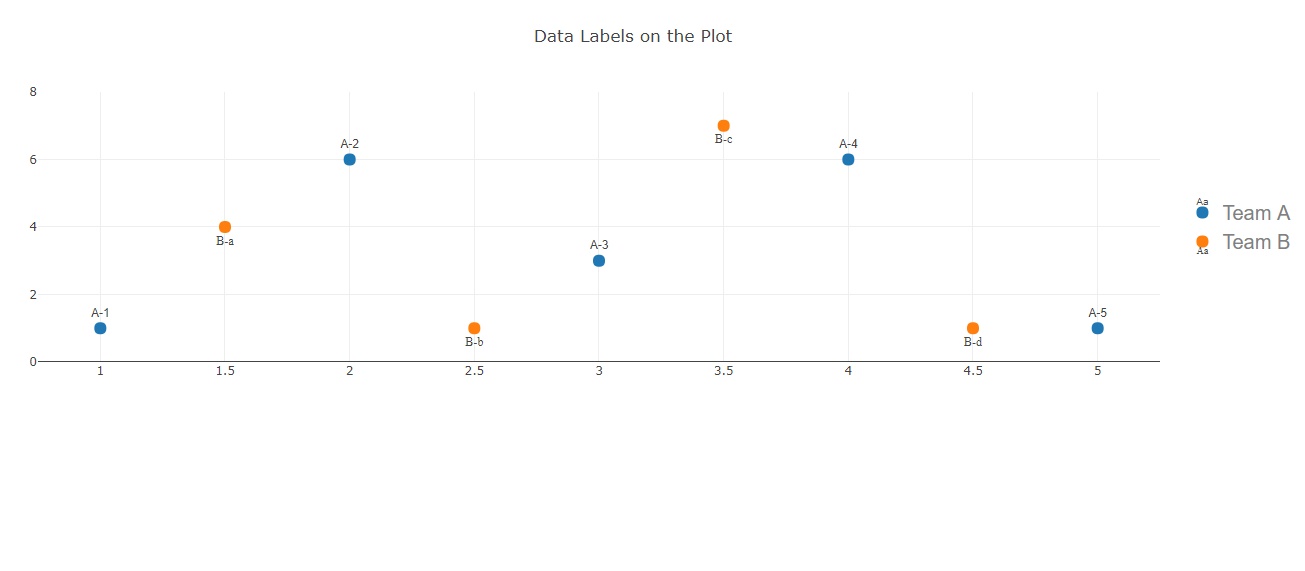 Data Labels on the Plot
8
A-2
B-c
A-4
6
Aa
Team A
4
B-a
A-3
Team B
Aa
2
A-1
B-b
B-d
A-5
0
1 1.5 2 2.5 3 3.5 4 4.5 5